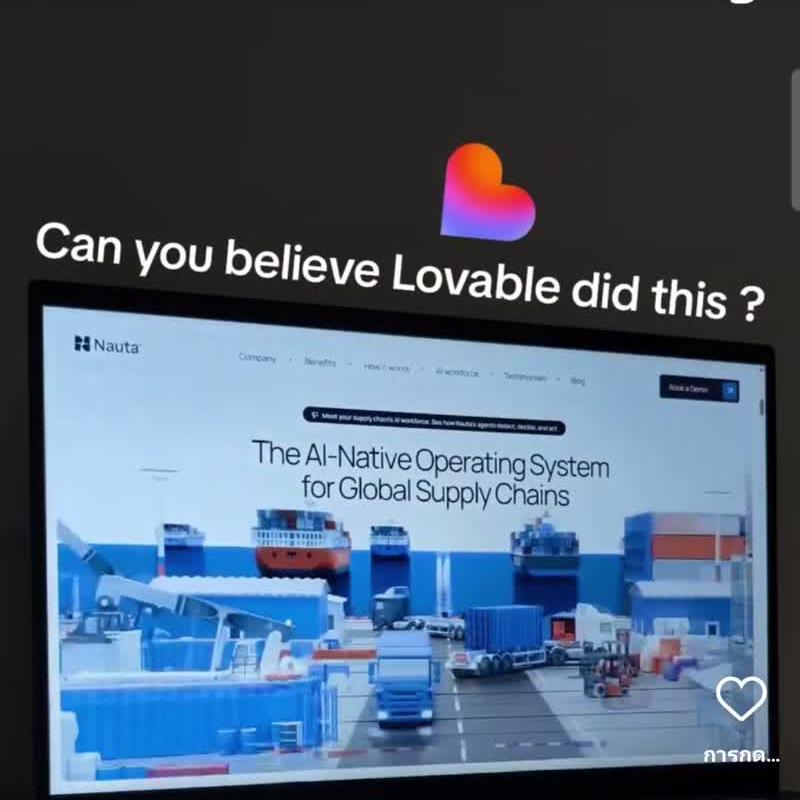 Can you believe Lovable did this ?
Nauta
Company
Benefits
How it works
AI workforce
Testimonials
Blog
Book a Demo
Meet your supply chain's AI workforce. See how Nauta's agents detect, decide, and act
The AI-Native Operating System
for Global Supply Chains
การกด...